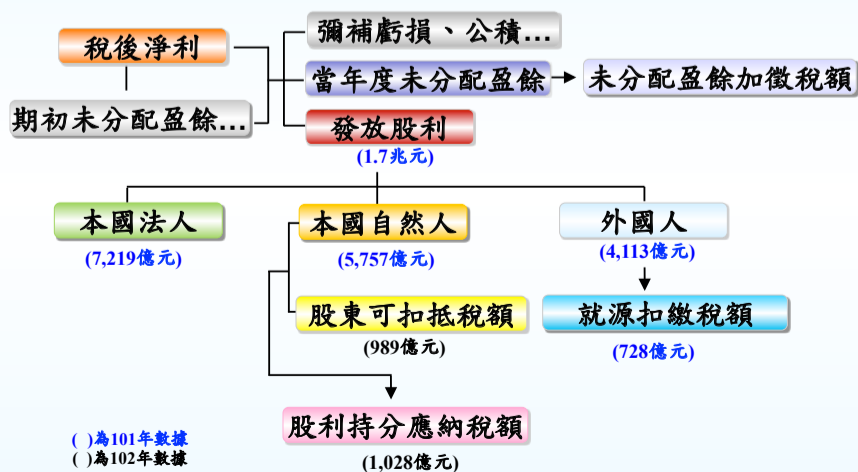 稅後淨利
彌補虧損、公積...
當年度未分配盈餘
未分配盈餘加徵稅額
期初未分配盈餘...
發放股利
(1.7兆元)
本國法人
本國自然人
外國人
(7,219億元)
(5,757億元)
(4,113億元)
股東可扣抵稅額
就源扣繳稅額
(989億元)
(728億元)
股利持分應納稅額
(1,028億元)
( )為101年數據
( )為102年數據